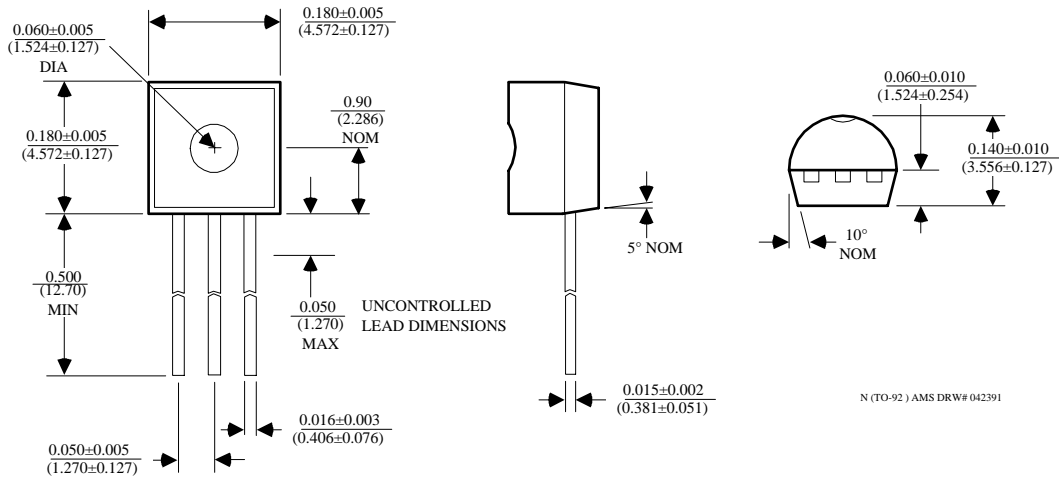 0.060±0.005
(1.524±0.127)
DIA
0.180±0.005
(4.572±0.127)
0.180±0.005
(4.572±0.127)
0.90
(2.286)
NOM
0.500
(12.70)
MIN
0.050
(1.270)
MAX
UNCONTROLLED
LEAD DIMENSIONS
0.016±0.003
(0.406±0.076)
0.050±0.005
(1.270±0.127)
5° NOM
0.015±0.002
(0.381±0.051)
0.060±0.010
(1.524±0.254)
0.140±0.010
(3.556±0.127)
10°
NOM
N (TO-92 ) AMS DRW# 042391